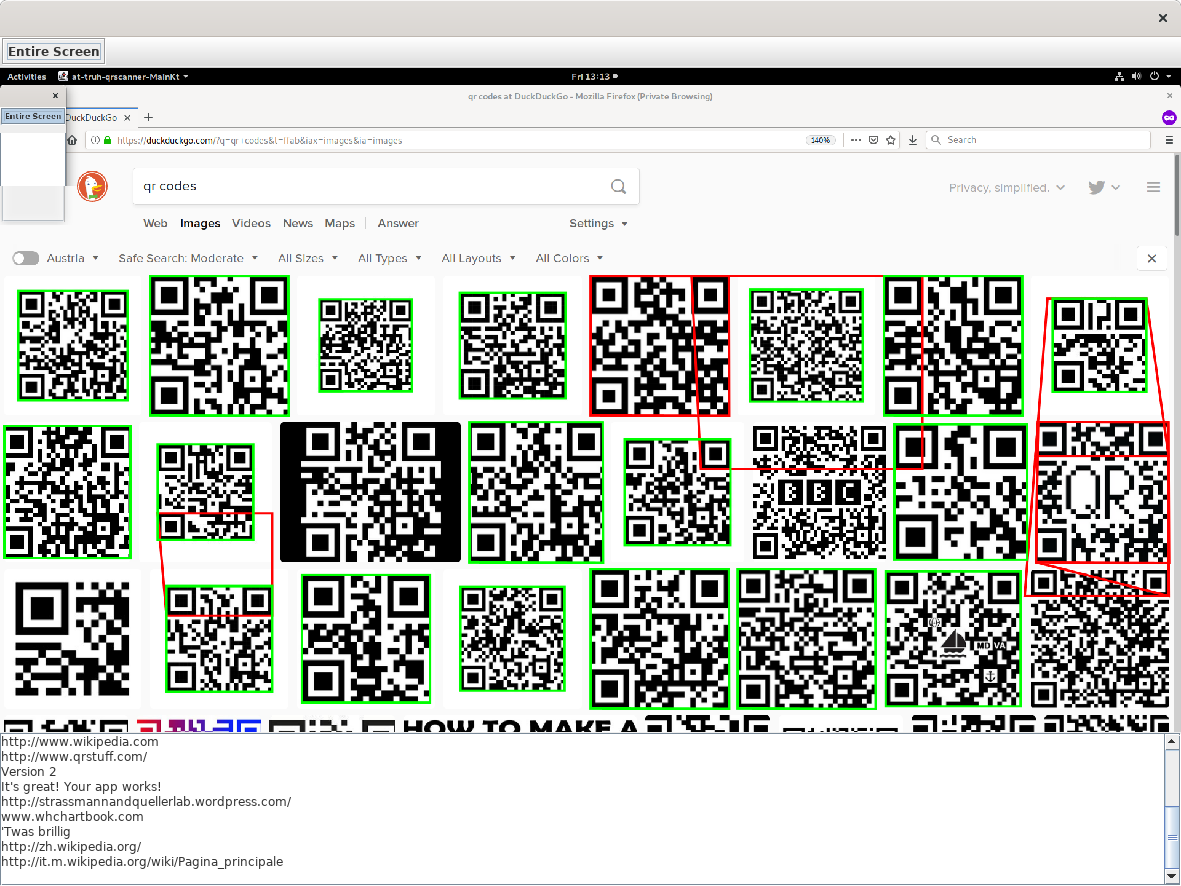 Entire Screen
Activities at-truh-qrscanner-MainKt Fri 13:13
qr codes at DuckDuckGo - Mozilla Firefox (Private Browsing)
Entire Screen
DuckDuckGo
https://duckduckgo.com/?q=qr+codes&t=ffab&iax=images&ia=images 140% Search
qr codes Privacy, simplified.
Web Images Videos News Maps Answer Settings
Austria Safe Search: Moderate All Sizes All Types All Layouts All Colors
BBC
QR
MD VA
HOW TO MAKE A
http://www.wikipedia.com
http://www.qrstuff.com/
Version 2
It's great! Your app works!
http://strassmannandquellerlab.wordpress.com/
www.whchartbook.com
'Twas brillig
http://zh.wikipedia.org/
http://it.m.wikipedia.org/wiki/Pagina_principale